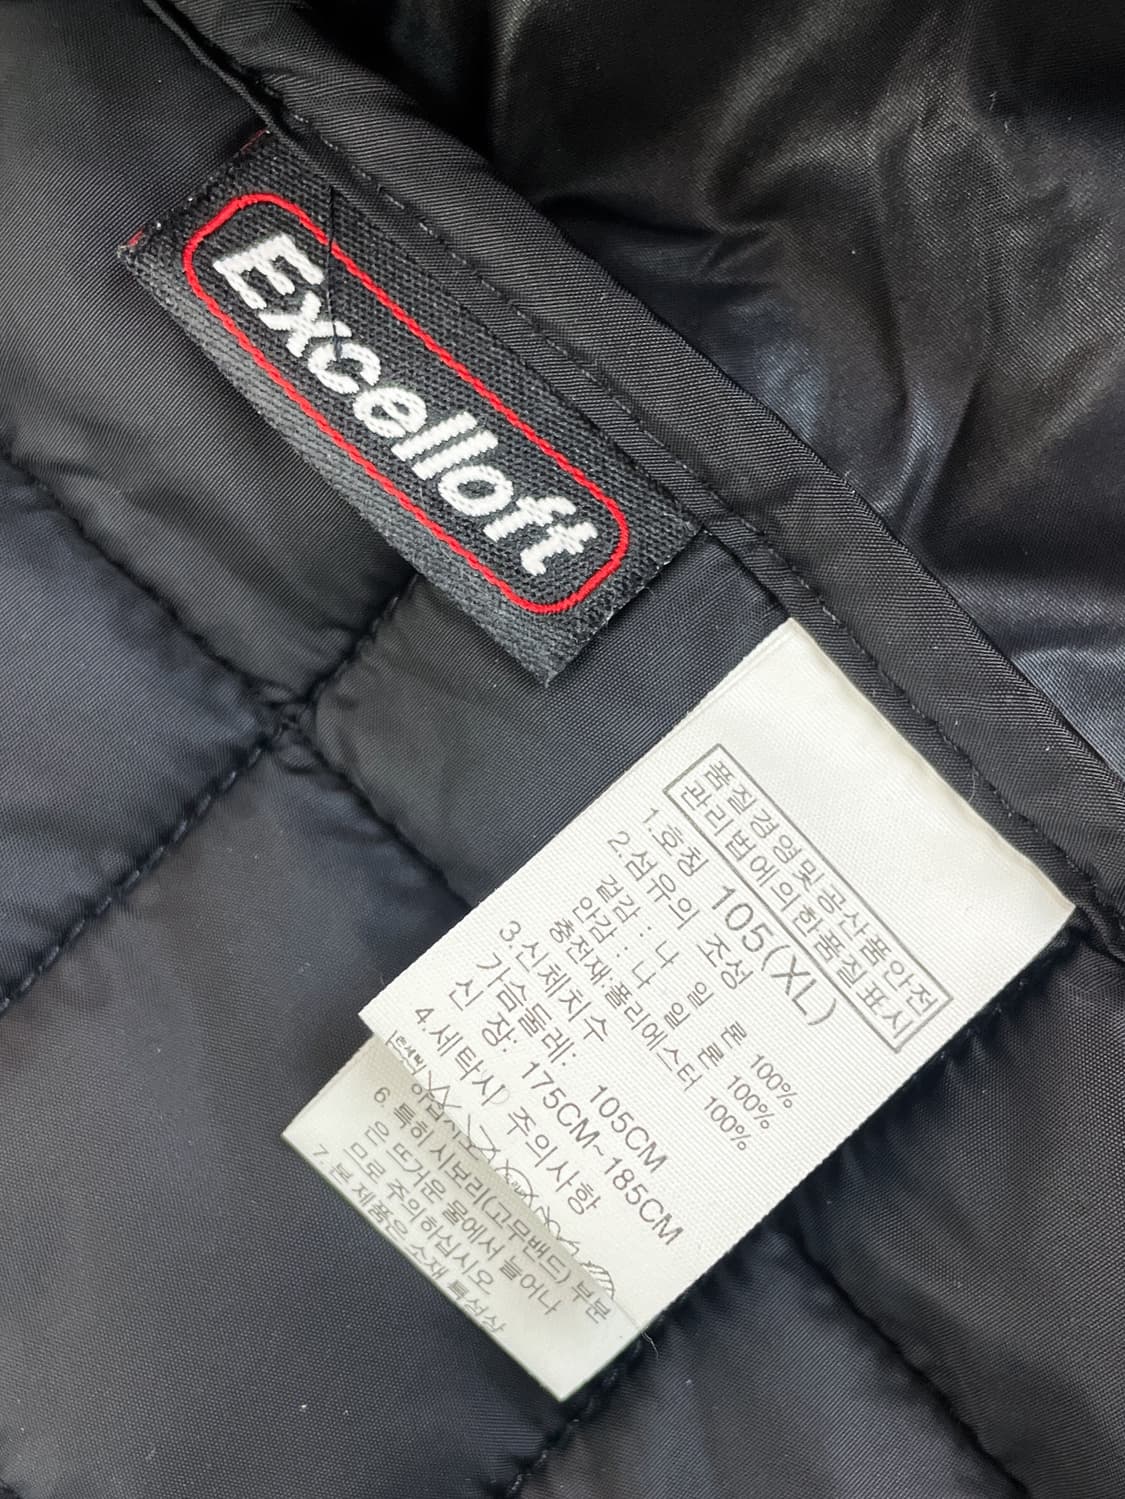 Excelloft
품질경영및공산품안전
관리법에의한품질표시
1.호칭 105(XL)
2.섬유의 조성
겉감 : 나 일 론 100%
안감 : 나 일 론 100%
충전재:폴리에스터 100%
3.신체치수
가슴둘레: 105CM
신 장: 175CM~185CM
4.세탁시 주의사항
6. 특히 시보리(고무밴드) 부분
은 뜨거운 물에서 늘어나
므로 주의하십시오
7. 본 제품은 소재 특성상